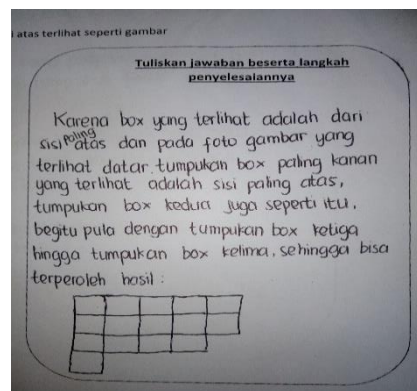 i atas terlihat seperti gambar
Tuliskan jawaban beserta langkah
penyelesaiannya
Karena box yang terlihat adalah dari
sisi paling atas dan pada foto gambar yang
terlihat datar tumpukan box paling kanan
yang terlihat adalah sisi paling atas,
tumpukan box kedua juga seperti itu,
begitu pula dengan tumpukan box ketiga
hingga tumpukan box kelima, sehingga bisa
terperoleh hasil :